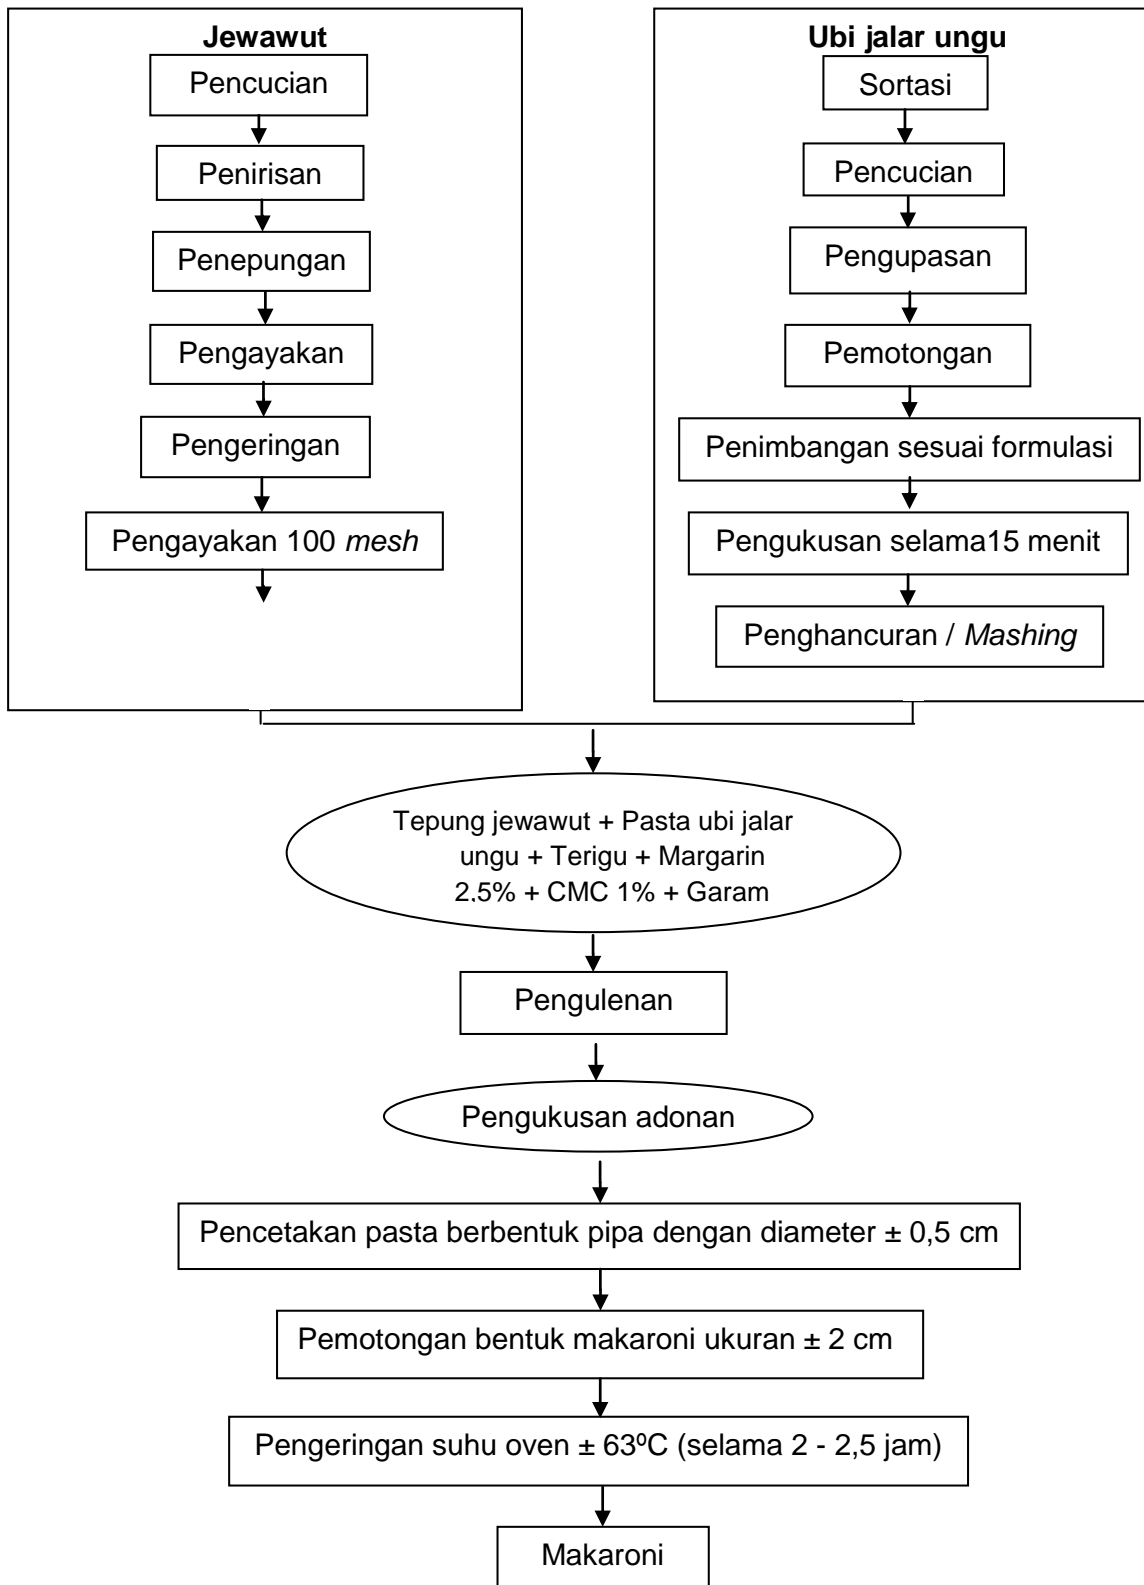 Jewawut
Pencucian
Penirisan
Penepungan
Pengayakan
Pengeringan
Pengayakan 100 mesh
Ubi jalar ungu
Sortasi
Pencucian
Pengupasan
Pemotongan
Penimbangan sesuai formulasi
Pengukusan selama15 menit
Penghancuran / Mashing
Tepung jewawut + Pasta ubi jalar
ungu + Terigu + Margarin
2,5% + CMC 1% + Garam
Pengulenan
Pengukusan adonan
Pencetakan pasta berbentuk pipa dengan diameter ± 0,5 cm
Pemotongan bentuk makaroni ukuran ± 2 cm
Pengeringan suhu oven ± 63ºC (selama 2 - 2,5 jam)
Makaroni